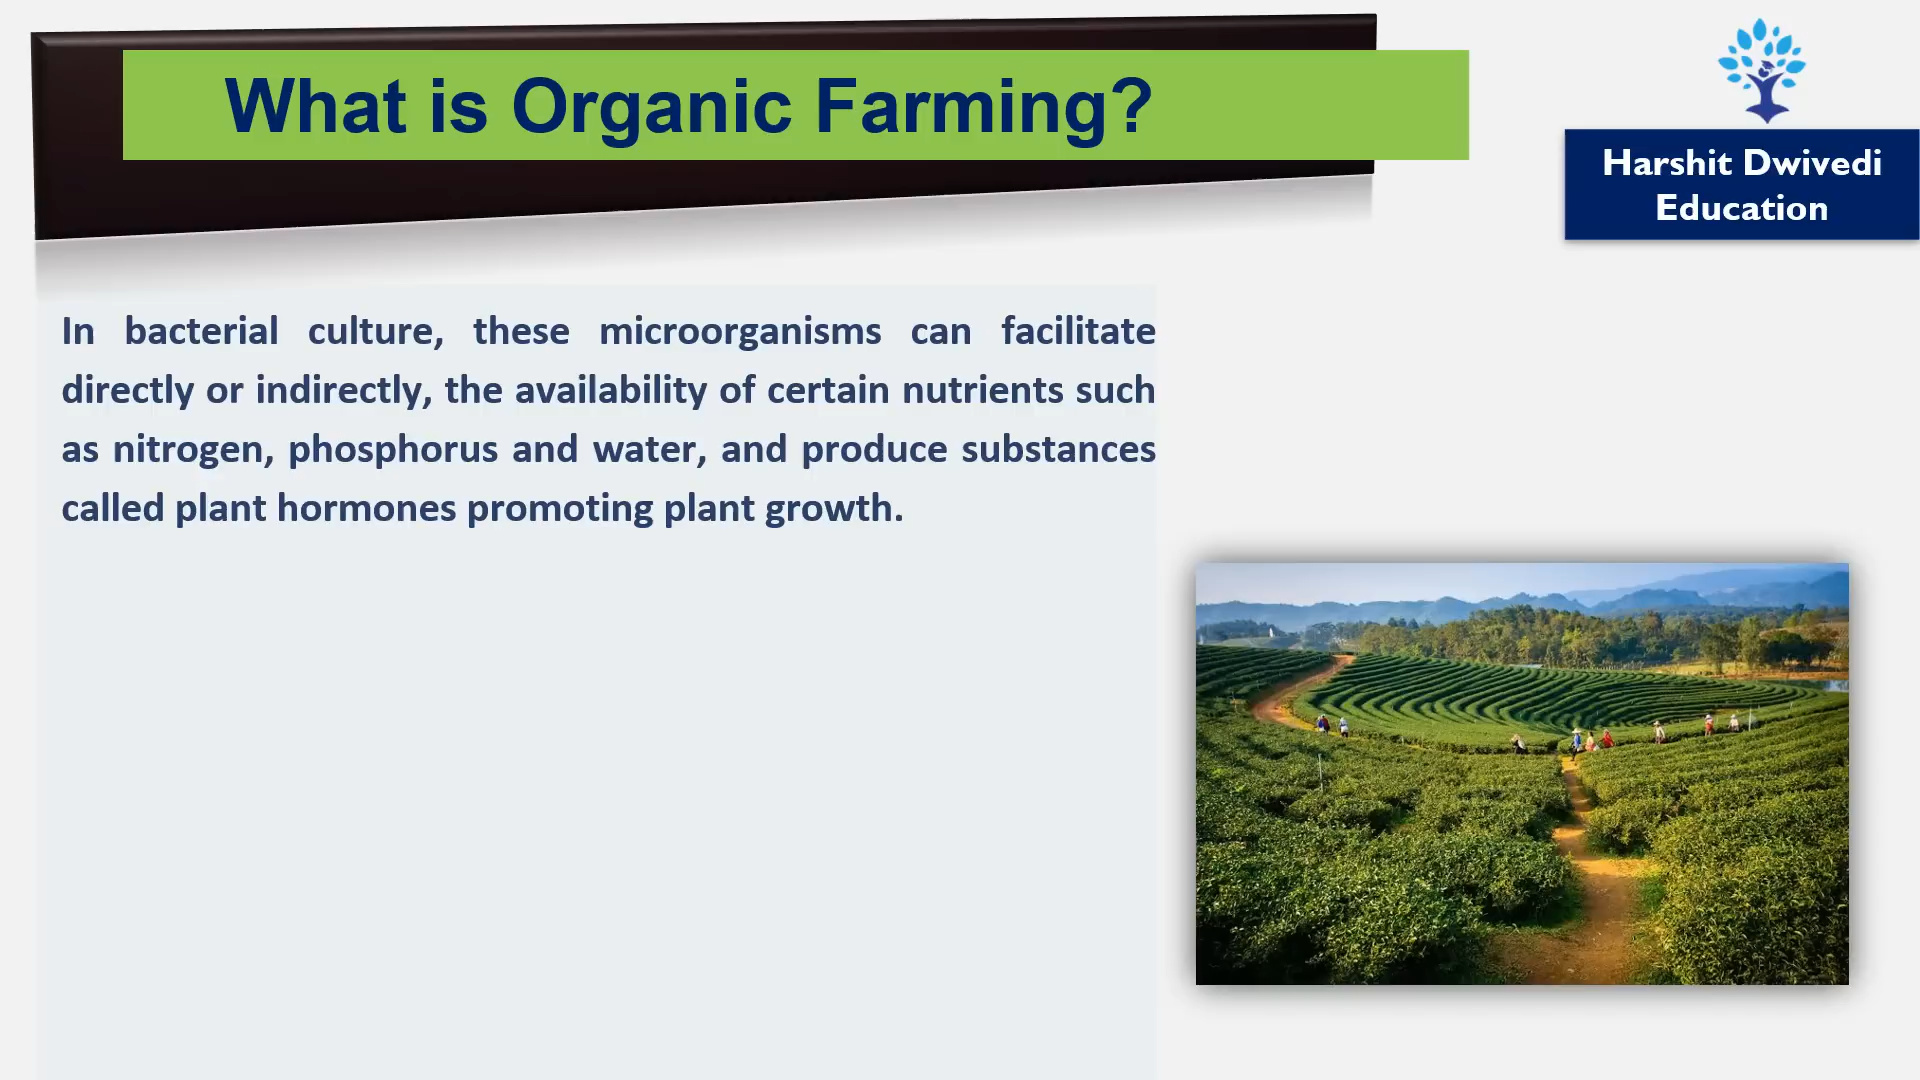 What is Organic Farming?
Harshit Dwivedi
Education
In bacterial culture, these microorganisms can facilitate
directly or indirectly, the availability of certain nutrients such
as nitrogen, phosphorus and water, and produce substances
called plant hormones promoting plant growth.